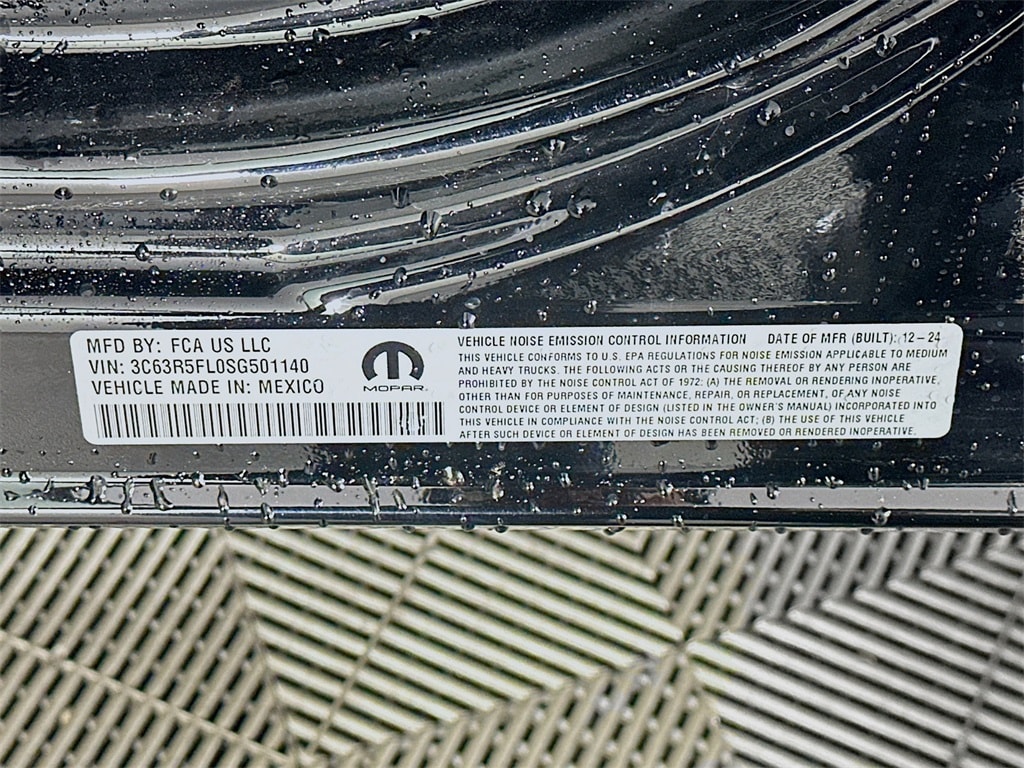 MFD BY: FCA US LLC
VIN: 3C63R5FL0SG501140
VEHICLE MADE IN: MEXICO
MOPAR
VEHICLE NOISE EMISSION CONTROL INFORMATION DATE OF MFR (BUILT): 12-24
THIS VEHICLE CONFORMS TO U.S. EPA REGULATIONS FOR NOISE EMISSION APPLICABLE TO MEDIUM
AND HEAVY TRUCKS. THE FOLLOWING ACTS OR THE CAUSING THEREOF BY ANY PERSON ARE
PROHIBITED BY THE NOISE CONTROL ACT OF 1972: (A) THE REMOVAL OR RENDERING INOPERATIVE,
OTHER THAN FOR PURPOSES OF MAINTENANCE, REPAIR, OR REPLACEMENT, OF ANY NOISE
CONTROL DEVICE OR ELEMENT OF DESIGN (LISTED IN THE OWNER'S MANUAL) INCORPORATED INTO
THIS VEHICLE IN COMPLIANCE WITH THE NOISE CONTROL ACT; (B) THE USE OF THIS VEHICLE
AFTER SUCH DEVICE OR ELEMENT OF DESIGN HAS BEEN REMOVED OR RENDERED INOPERATIVE.